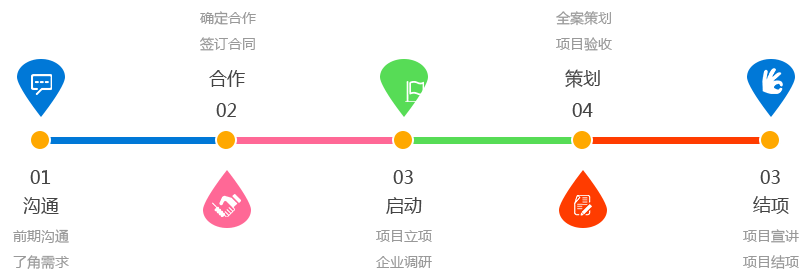 01
沟通
前期沟通
了角需求
确定合作
签订合同
合作
02
03
启动
项目立项
企业调研
全案策划
项目验收
策划
04
03
结项
项目宣讲
项目结项